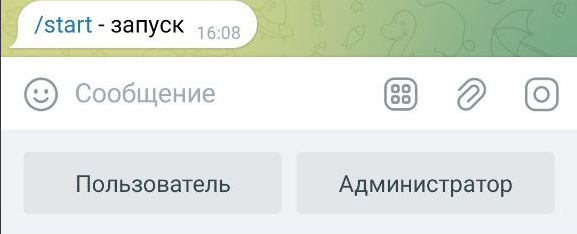 /start - запуск 16:08
Сообщение
Пользователь Администратор